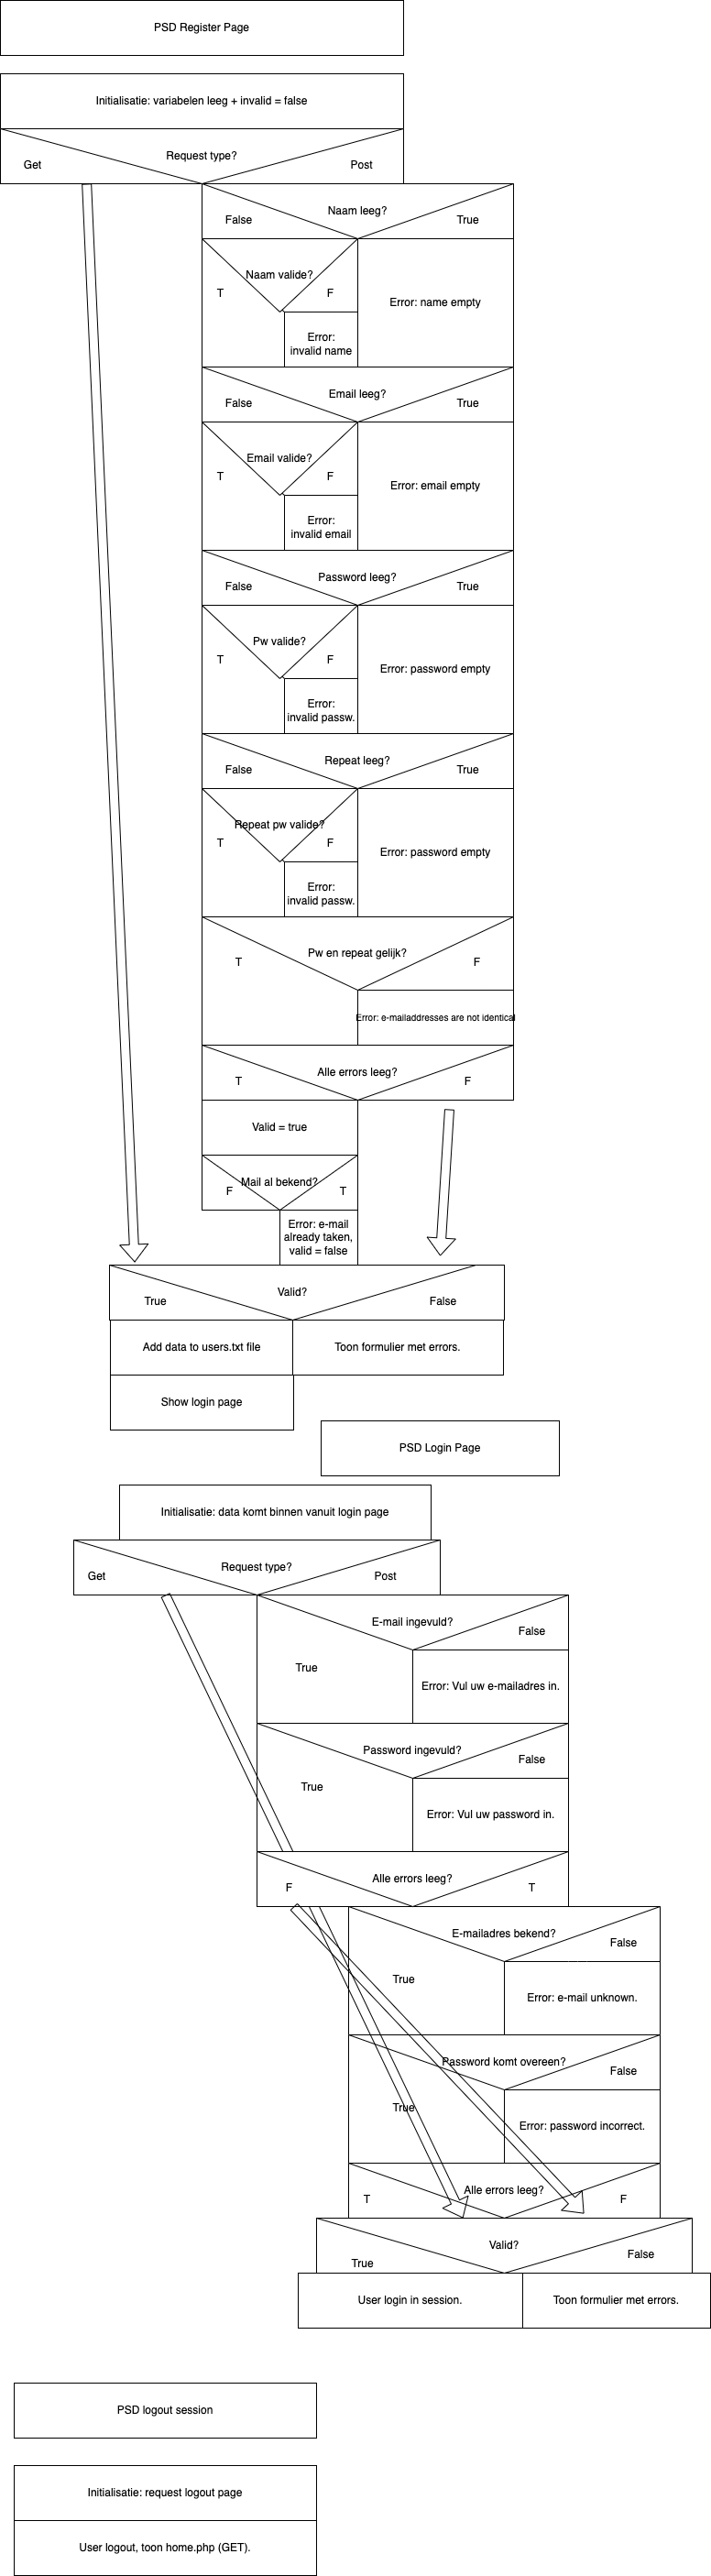 PSD Register Page
Initialisatie: variabelen leeg + invalid = false
Request type?
Get
Post
Naam leeg?
False
True
Naam valide?
T
F
Error: name empty
Error:
invalid name
Email leeg?
False
True
Email valide?
T
F
Error: email empty
Error:
invalid email
Password leeg?
False
True
Pw valide?
T
F
Error: password empty
Error:
invalid passw.
Repeat leeg?
False
True
Repeat pw valide?
T
F
Error: password empty
Error:
invalid passw.
Pw en repeat gelijk?
T
F
Error: e-mailaddresses are not identical
Alle errors leeg?
T
F
Valid = true
Mail al bekend?
F
T
Error: e-mail
already taken,
valid = false
Valid?
True
False
Add data to users.txt file
Toon formulier met errors.
Show login page
PSD Login Page
Initialisatie: data komt binnen vanuit login page
Request type?
Get
Post
E-mail ingevuld?
False
True
Error: Vul uw e-mailadres in.
Password ingevuld?
False
True
Error: Vul uw password in.
Alle errors leeg?
F
T
E-mailadres bekend?
False
True
Error: e-mail unknown.
Password komt overeen?
False
True
Error: password incorrect.
Alle errors leeg?
T
F
Valid?
True
False
User login in session.
Toon formulier met errors.
PSD logout session
Initialisatie: request logout page
User logout, toon home.php (GET).